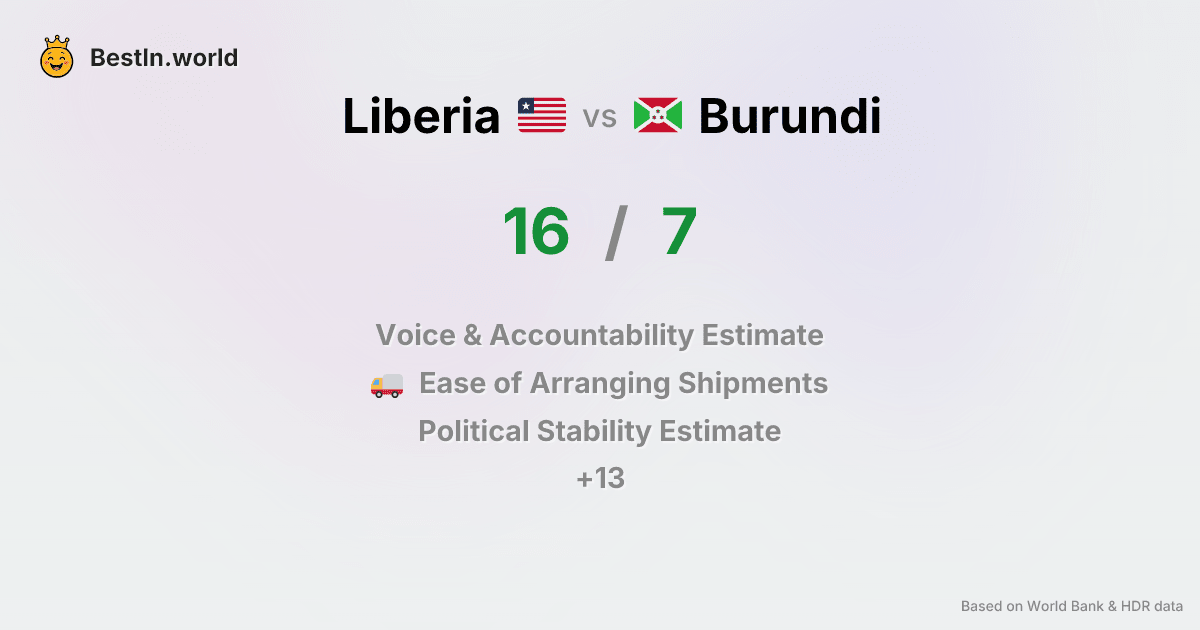 BestIn.world
Liberia vs Burundi
16 / 7
Voice & Accountability Estimate
Ease of Arranging Shipments
Political Stability Estimate
+13
Based on World Bank & HDR data